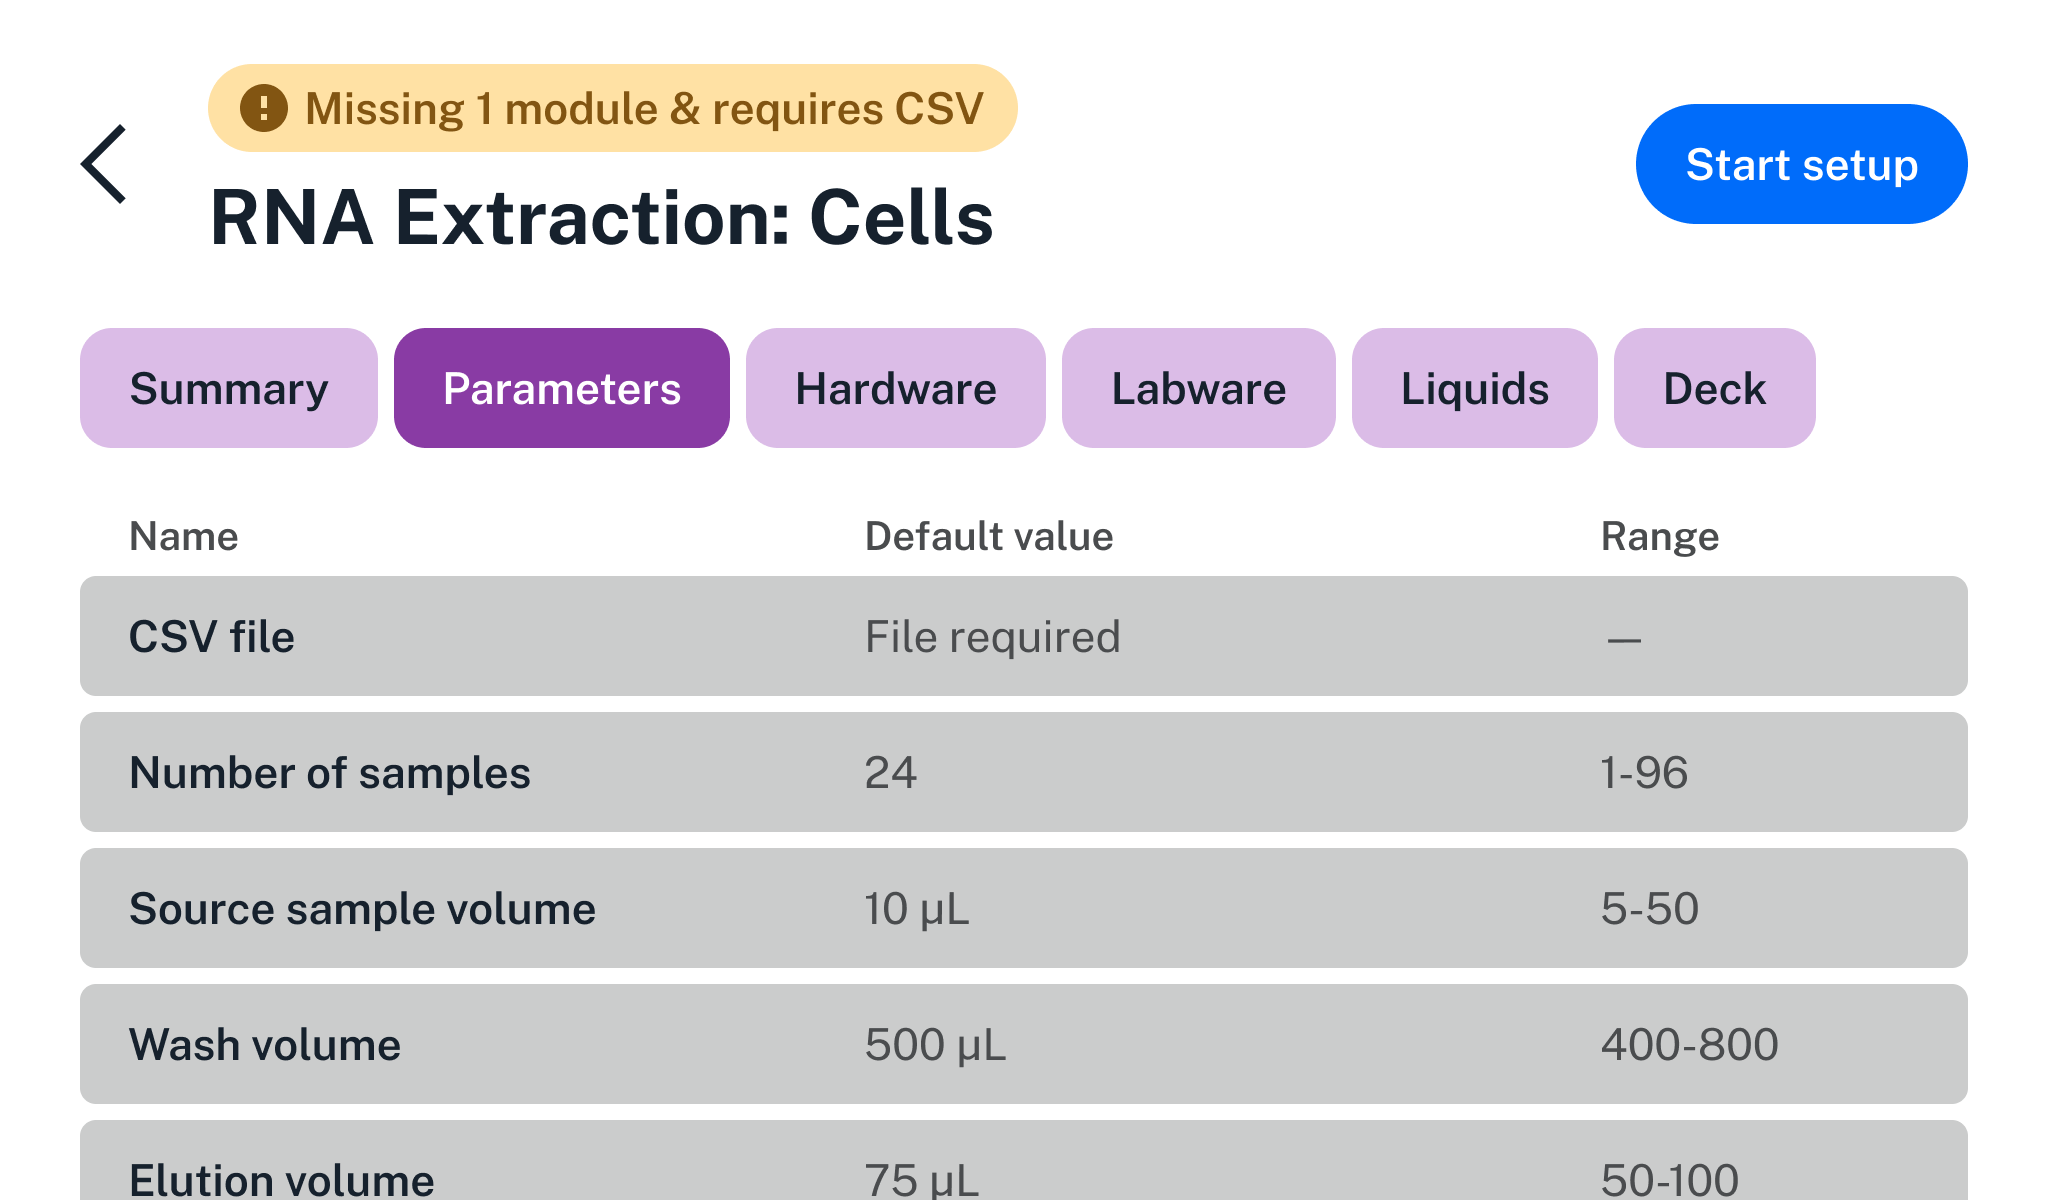 Missing 1 module & requires CSV
RNA Extraction: Cells
Start setup
Summary Parameters Hardware Labware Liquids Deck
Name Default value Range
CSV file File required —
Number of samples 24 1-96
Source sample volume 10 µL 5-50
Wash volume 500 µL 400-800
Elution volume 75 µL 50-100